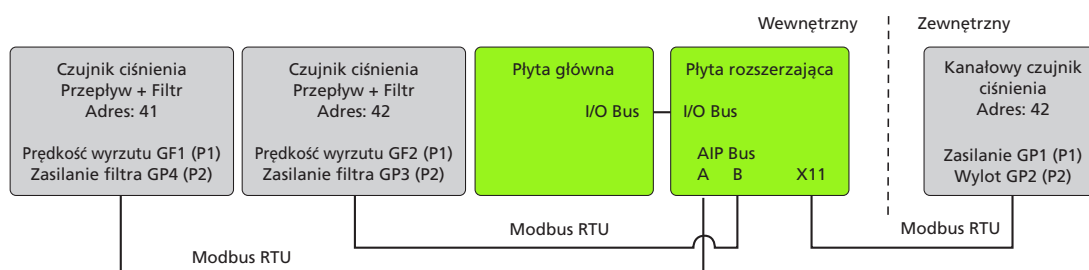 Wewnętrzny
Zewnętrzny
Czujnik ciśnienia
Przepływ + Filtr
Adres: 41
Prędkość wyrzutu GF1 (P1)
Zasilanie filtra GP4 (P2)
Czujnik ciśnienia
Przepływ + Filtr
Adres: 42
Prędkość wyrzutu GF2 (P1)
Zasilanie filtra GP3 (P2)
Płyta główna
I/O Bus
Płyta rozszerzająca
I/O Bus
AIP Bus
A B X11
Kanałowy czujnik
ciśnienia
Adres: 42
Zasilanie GP1 (P1)
Wylot GP2 (P2)
Modbus RTU
Modbus RTU
Modbus RTU